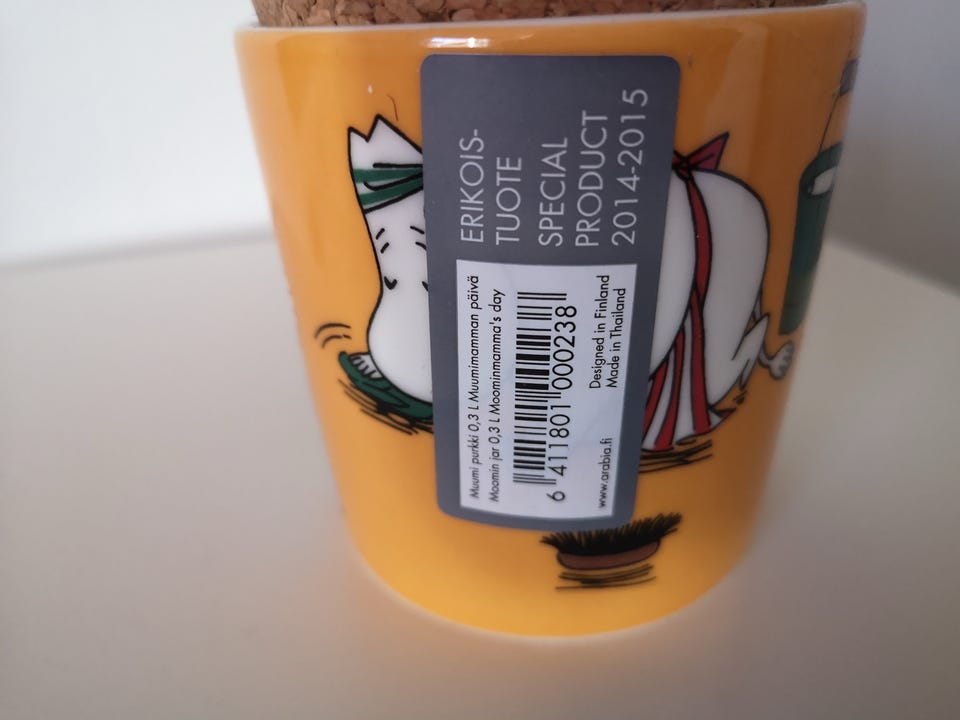 ERIKOIS-
TUOTE
SPECIAL
PRODUCT
2014-2015
Muumi purkki 0,3 L Muumimamman päivä
Moomin jar 0,3 L Moominmamma's day
6 411801 000238
Designed in Finland
Made in Thailand
www.arabia.fi